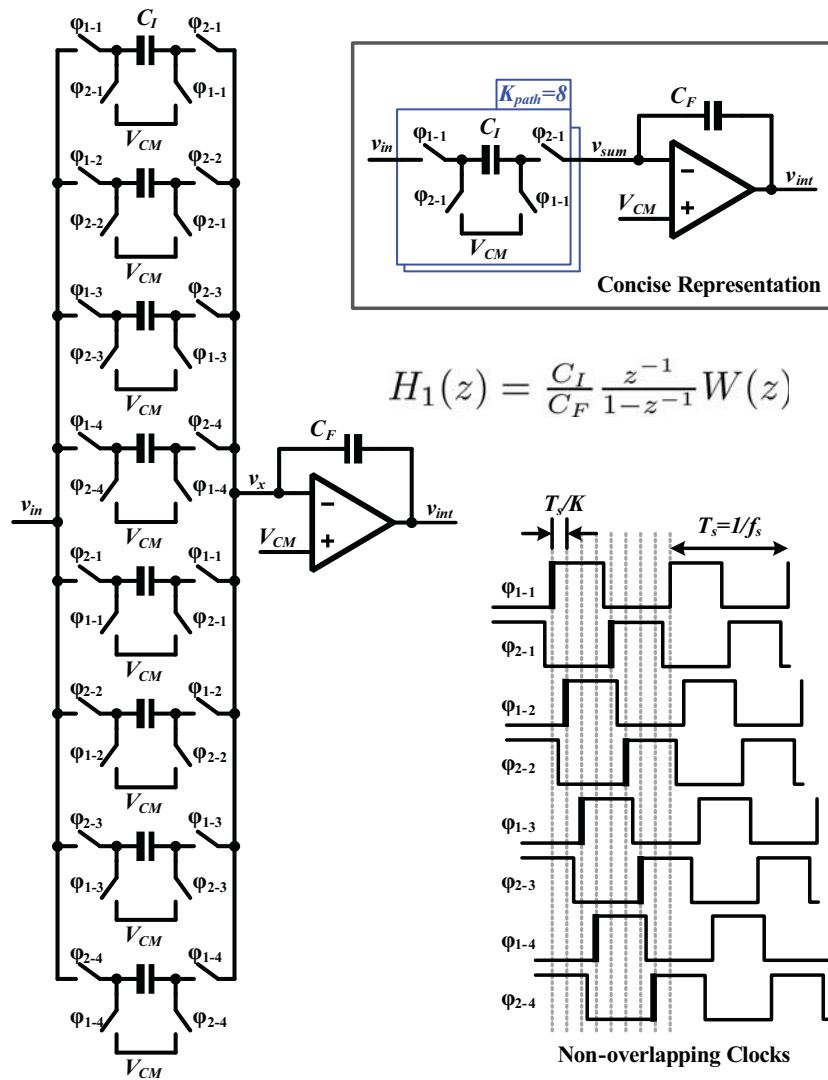 φ1-1 C_I φ2-1
φ2-1 φ1-1
V_CM
φ1-2 φ2-2
φ2-2 φ2-1
V_CM
φ1-3 φ2-3
φ2-3 φ1-3
V_CM
φ1-4 φ2-4
φ2-4 φ1-4
V_CM
v_in
φ2-1 φ1-1
φ1-1 φ2-1
V_CM
φ2-2 φ1-2
φ1-2 φ2-2
V_CM
φ2-3 φ1-3
φ1-3 φ2-3
V_CM
φ2-4 φ1-4
φ1-4 φ2-4
V_CM
C_F
v_x
−
+
V_CM
v_int
K_path=8
C_F
v_in φ1-1 C_I φ2-1 v_sum
φ2-1 φ1-1
V_CM
−
+
V_CM
v_int
Concise Representation
H_1(z) = \frac{C_I}{C_F} \frac{z^{-1}}{1-z^{-1}} W(z)
T_s/K T_s=1/f_s
φ1-1
φ2-1
φ1-2
φ2-2
φ1-3
φ2-3
φ1-4
φ2-4
Non-overlapping Clocks